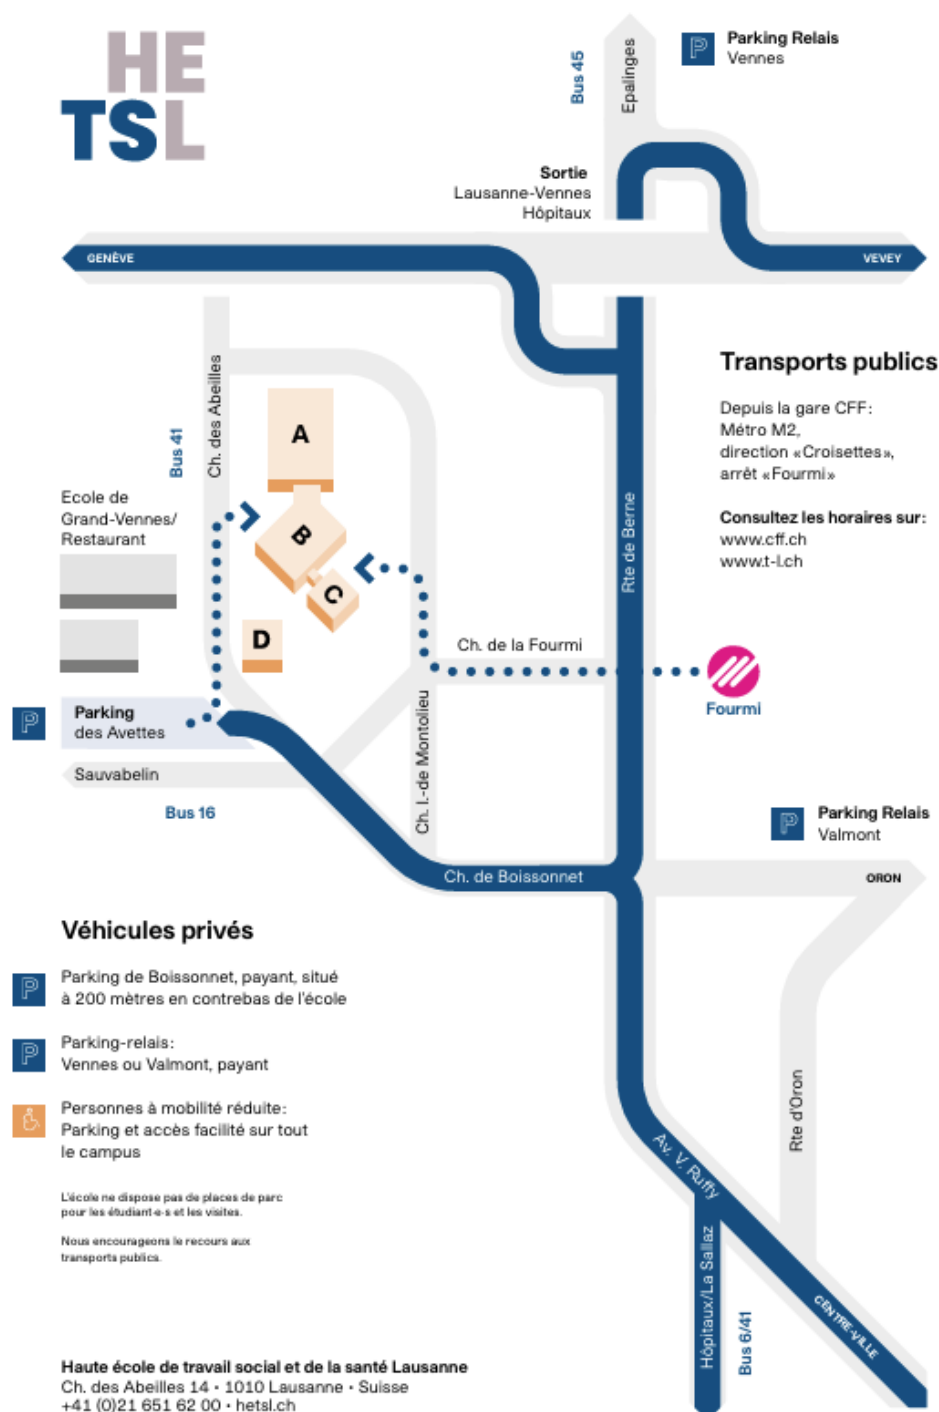 HE
TSL
Bus 45
Epalinges
P
Parking Relais
Vennes
Sortie
Lausanne-Vennes
Hôpitaux
GENÈVE
VEVEY
Ch. des Abeilles
Bus 41
A
B
C
D
Ecole de
Grand-Vennes/
Restaurant
Rte de Berne
Transports publics
Depuis la gare CFF:
Métro M2,
direction «Croisettes»,
arrêt «Fourmi»
Consultez les horaires sur:
www.cff.ch
www.t-l.ch
Ch. de la Fourmi
Fourmi
P
Parking
des Avettes
Sauvabelin
Bus 16
Ch. I.-de Montolieu
P
Parking Relais
Valmont
Ch. de Boissonnet
ORON
Véhicules privés
P
Parking de Boissonnet, payant, situé
à 200 mètres en contrebas de l'école
P
Parking-relais:
Vennes ou Valmont, payant
Personnes à mobilité réduite:
Parking et accès facilité sur tout
le campus
L'école ne dispose pas de places de parc
pour les étudiant·e·s et les visites.
Nous encourageons le recours aux
transports publics.
Rte d'Oron
Av. V. Ruffy
Hôpitaux/La Sallaz
Bus 6/41
CENTRE-VILLE
Haute école de travail social et de la santé Lausanne
Ch. des Abeilles 14 · 1010 Lausanne · Suisse
+41 (0)21 651 62 00 · hetsl.ch